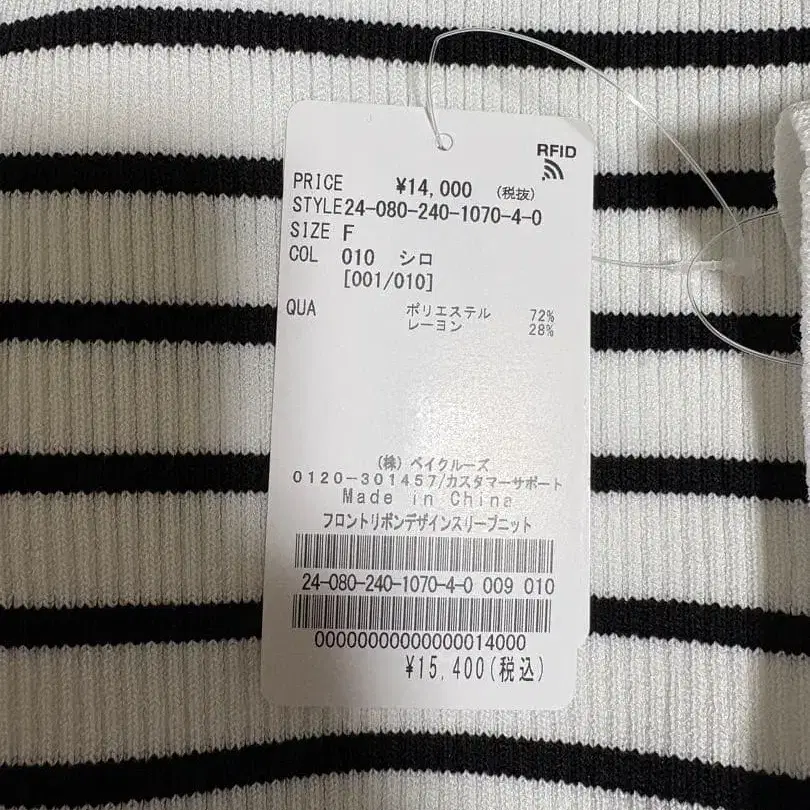 RFID
PRICE ¥14,000 (税抜)
STYLE24-080-240-1070-4-0
SIZE F
COL 010 シロ
[001/010]
QUA ポリエステル 72%
レーヨン 28%
(株) ベイクルーズ
0120-301457/カスタマーサポート
Made in China
フロントリボンデザインスリーブニット
24-080-240-1070-4-0 009 010
00000000000000014000
¥15,400(税込)